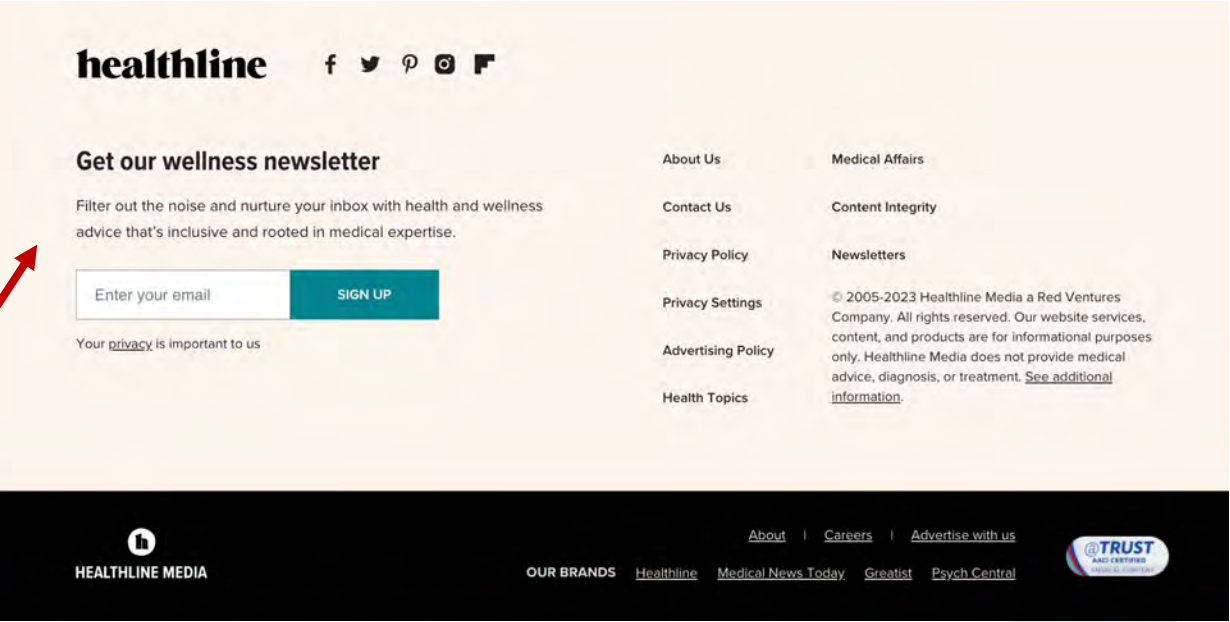 healthline
Get our wellness newsletter
Filter out the noise and nurture your inbox with health and wellness
advice that's inclusive and rooted in medical expertise.
Enter your email
SIGN UP
Your privacy is important to us
About Us
Contact Us
Privacy Policy
Privacy Settings
Advertising Policy
Health Topics
Medical Affairs
Content Integrity
Newsletters
© 2005-2023 Healthline Media a Red Ventures
Company. All rights reserved. Our website services,
content, and products are for informational purposes
only. Healthline Media does not provide medical
advice, diagnosis, or treatment. See additional
information.
h
HEALTHLINE MEDIA
About | Careers | Advertise with us
OUR BRANDS Healthline Medical News Today Greatist Psych Central
@TRUST